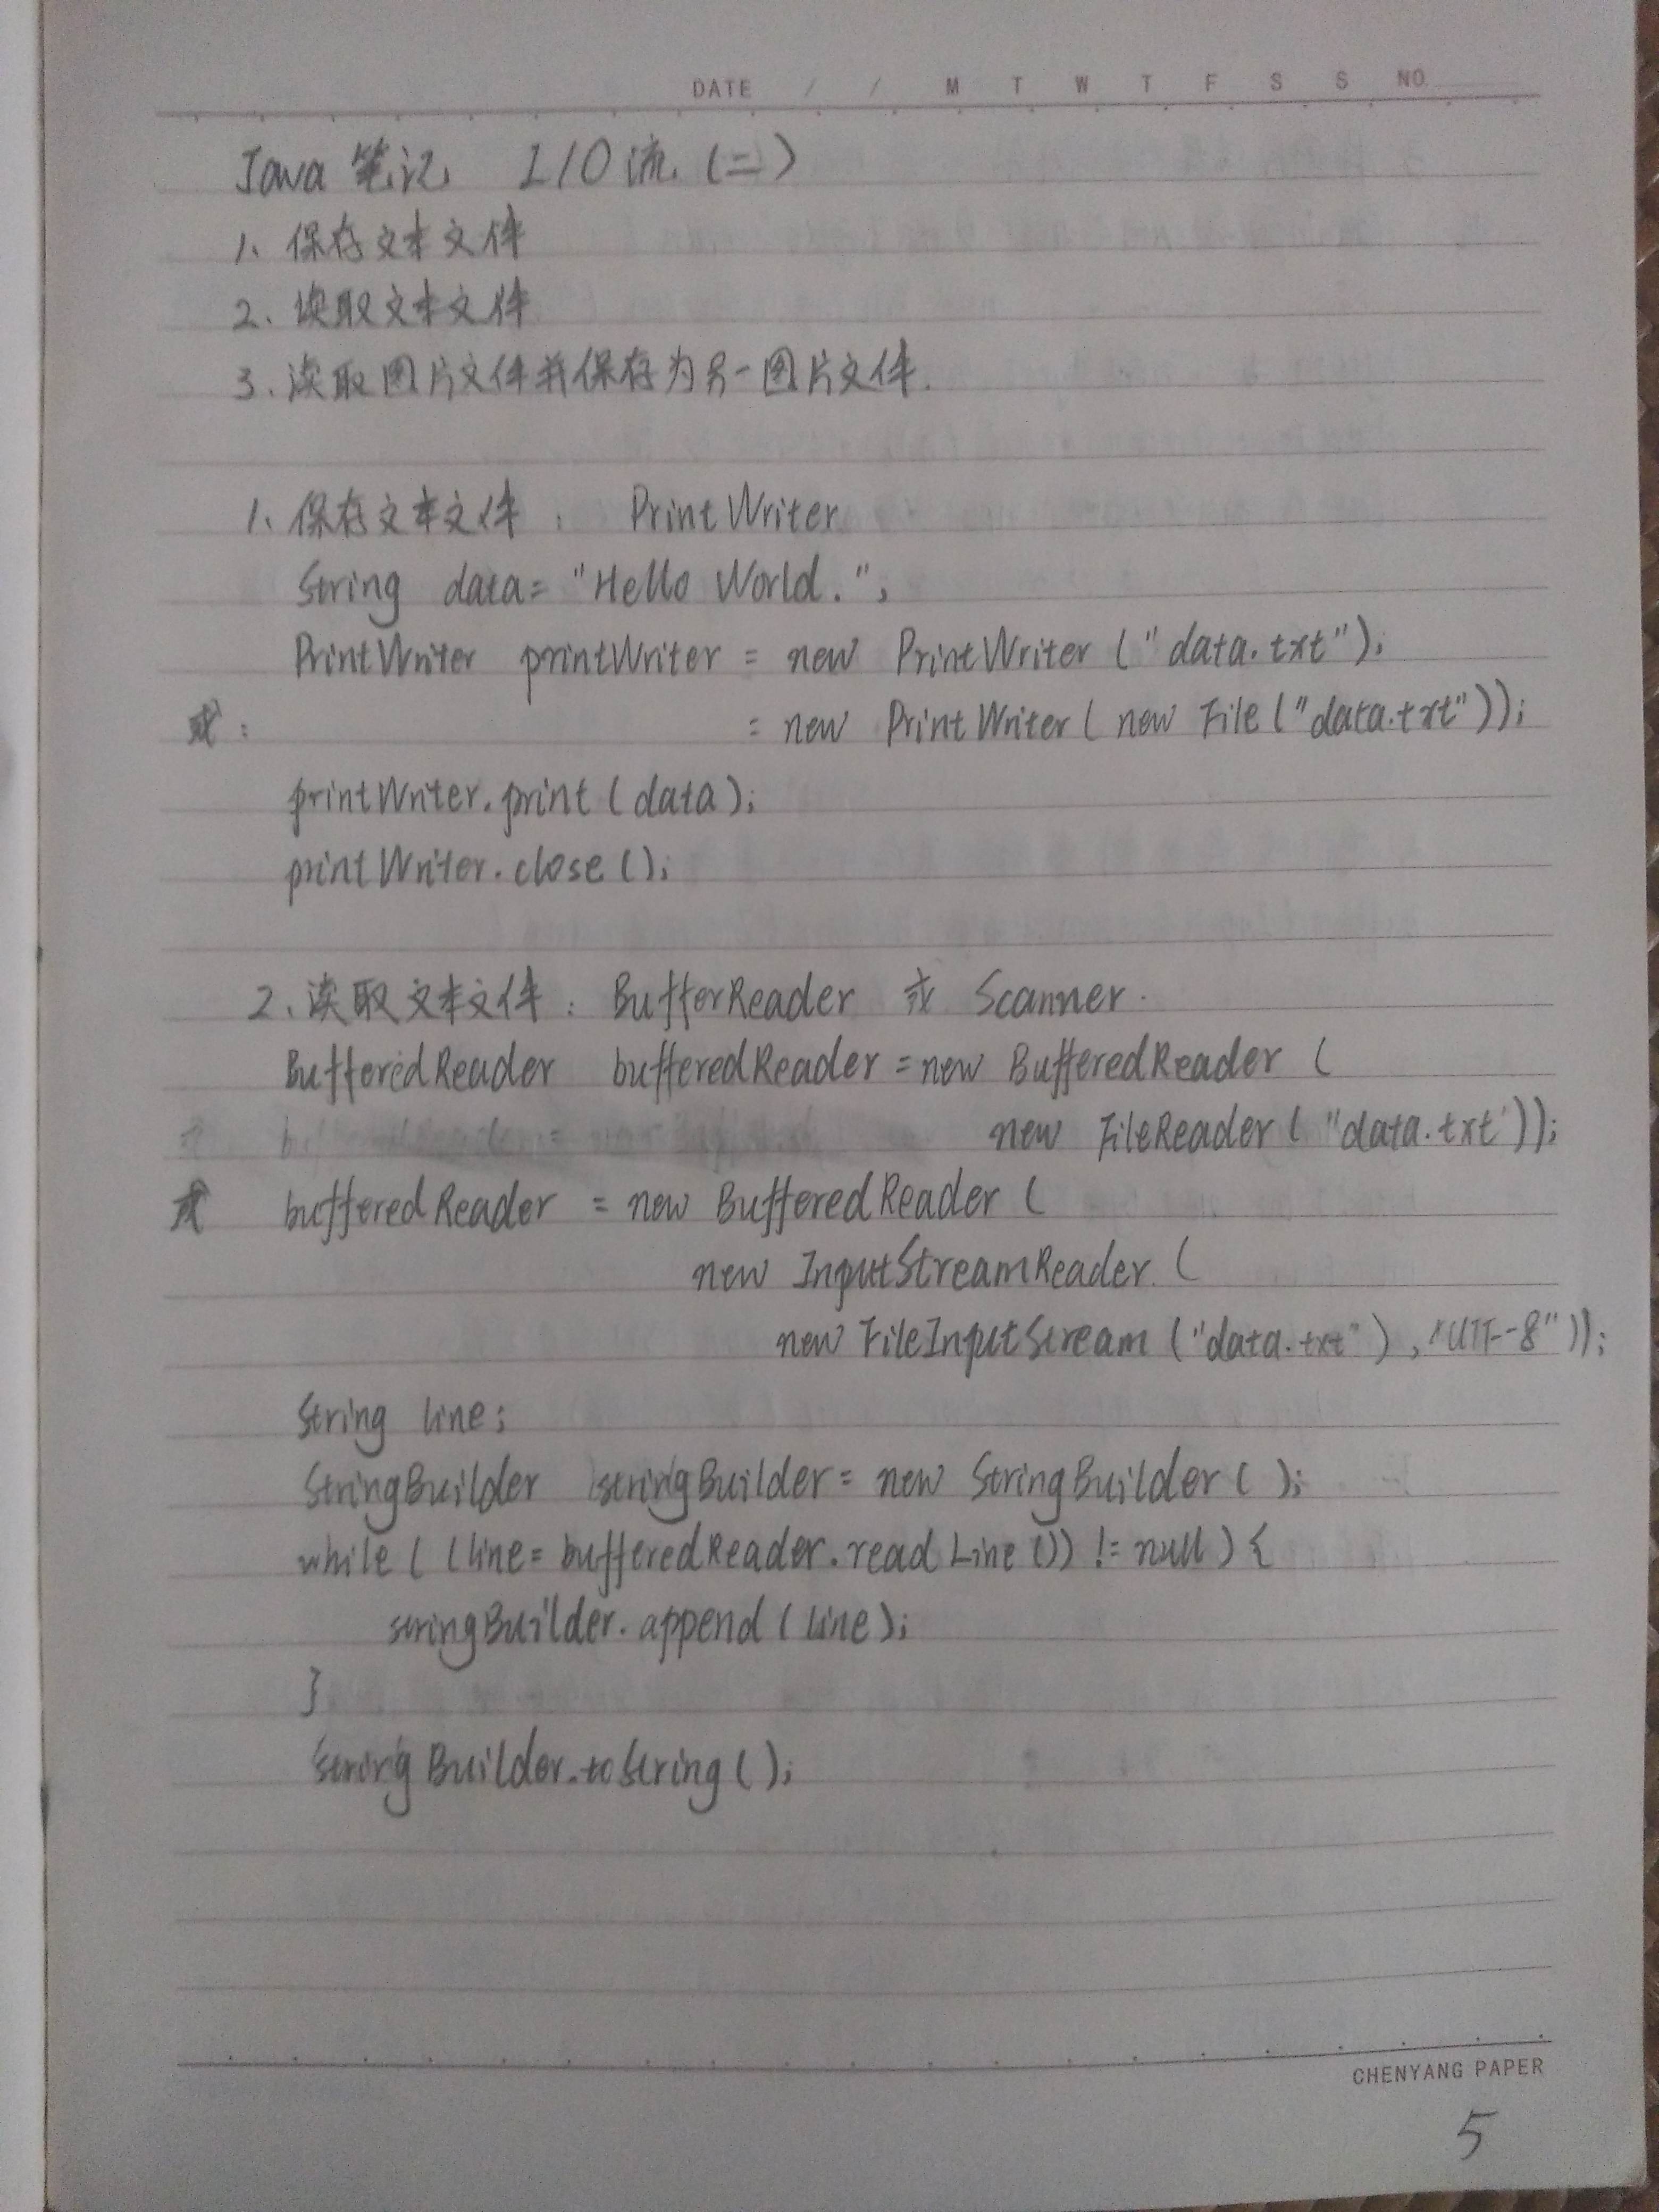 DATE / / M T W T F S S NO.
Java 笔记 I/O流 (二)
1、保存文本文件
2、读取文本文件
3、读取图片文件并保存为另一图片文件.
1、保存文本文件: PrintWriter
String data= "Hello World.";
PrintWriter printWriter = new PrintWriter ("data.txt");
或: = new PrintWriter ( new File ("data.txt"));
printWriter.print (data);
printWriter.close ();
2、读取文本文件: BufferReader 或 Scanner.
BufferedReader bufferedReader = new BufferedReader (
new FileReader ( "data.txt"));
或 bufferedReader = new BufferedReader (
new InputStreamReader (
new FileInputStream ("data.txt"), "UTF-8"));
String line;
StringBuilder stringBuilder = new StringBuilder ( );
while ( (line= bufferedReader.readLine ()) != null ) {
stringBuilder.append (line);
}
stringBuilder.toString ( );
CHENYANG PAPER
5